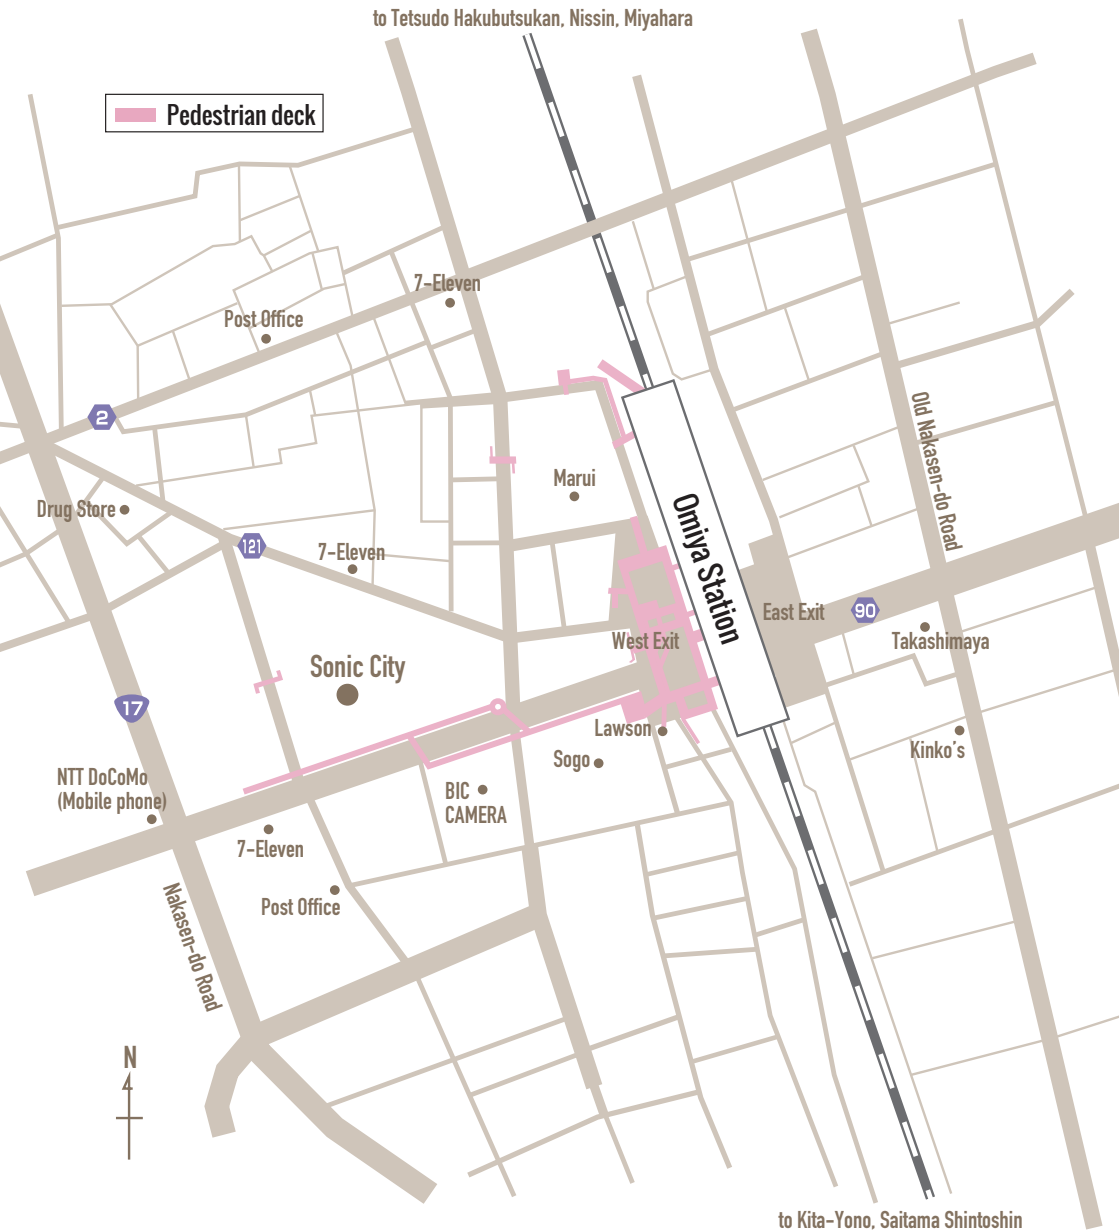 to Tetsudo Hakubutsukan, Nissin, Miyahara
Pedestrian deck
7-Eleven
Post Office
2
Old Nakasen-do Road
Marui
Drug Store
Omiya Station
121
7-Eleven
East Exit
90
West Exit
Takashimaya
Sonic City
17
Lawson
Kinko's
Sogo
NTT DoCoMo
(Mobile phone)
BIC
CAMERA
7-Eleven
Post Office
Nakasen-do Road
N
to Kita-Yono, Saitama Shintoshin